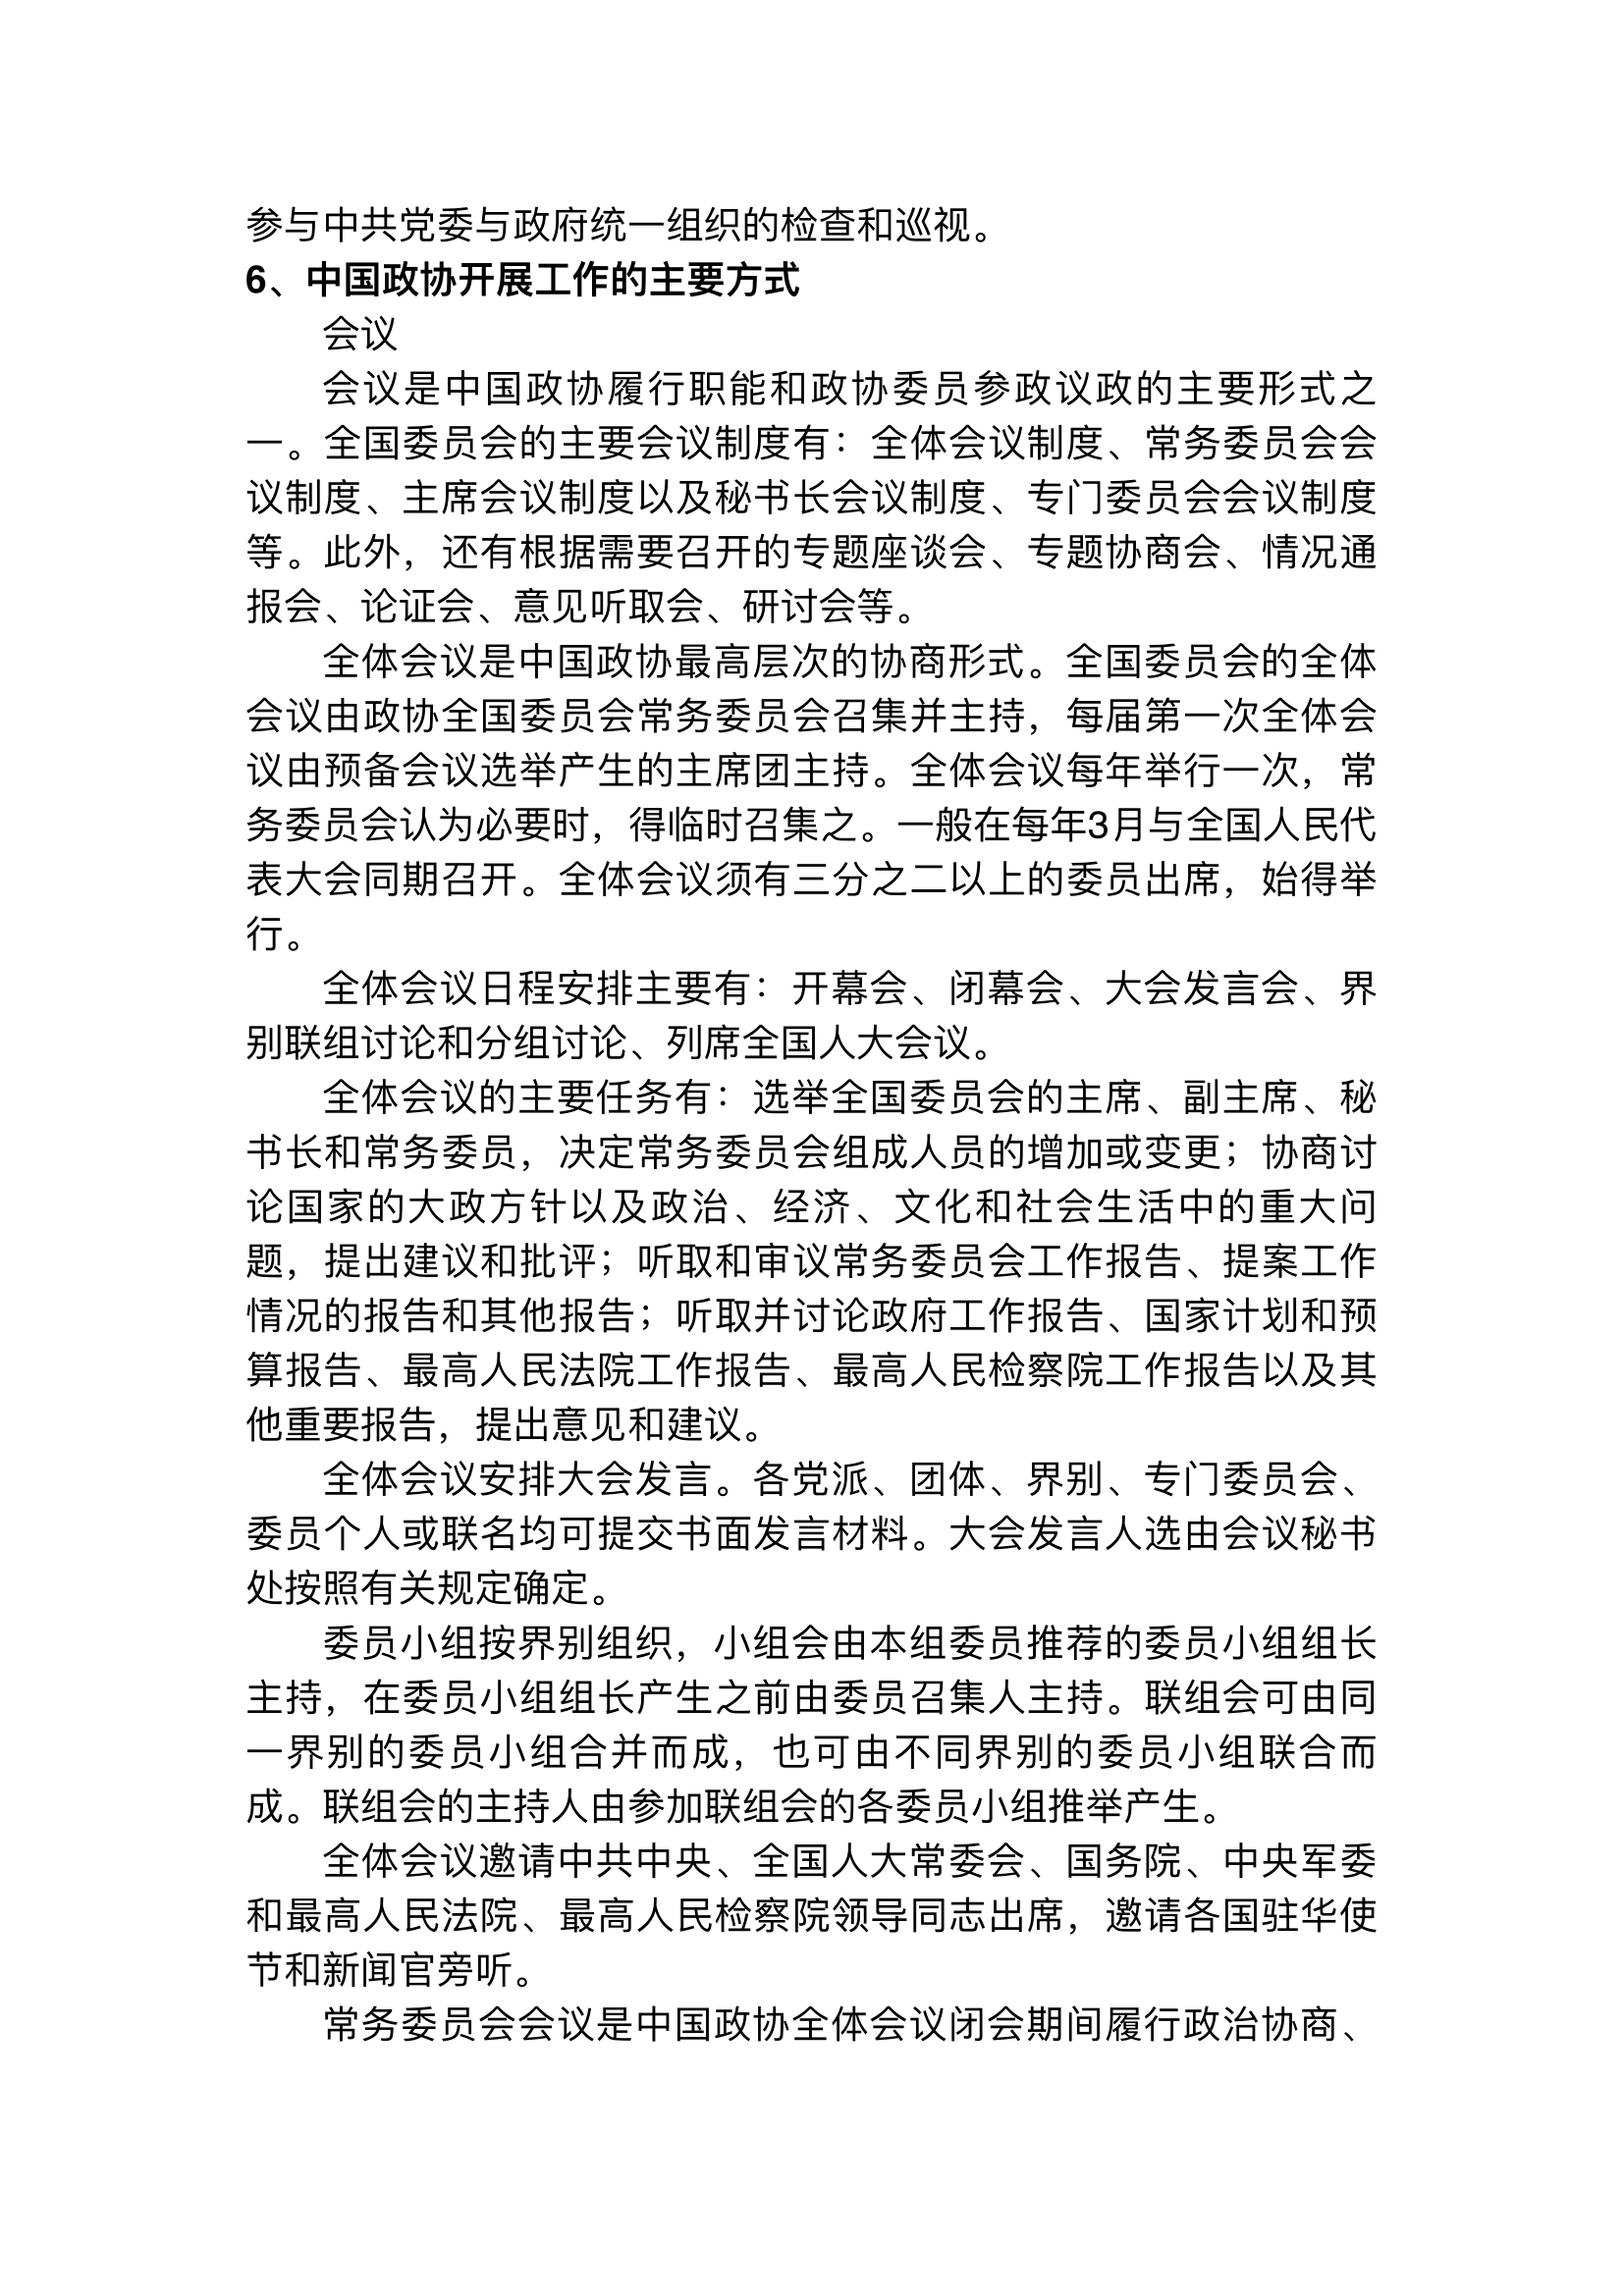 参与中共党委与政府统一组织的检查和巡视。
6、中国政协开展工作的主要方式
会议
会议是中国政协履行职能和政协委员参政议政的主要形式之
一。全国委员会的主要会议制度有：全体会议制度、常务委员会会
议制度、主席会议制度以及秘书长会议制度、专门委员会会议制度
等。此外，还有根据需要召开的专题座谈会、专题协商会、情况通
报会、论证会、意见听取会、研讨会等。
全体会议是中国政协最高层次的协商形式。全国委员会的全体
会议由政协全国委员会常务委员会召集并主持，每届第一次全体会
议由预备会议选举产生的主席团主持。全体会议每年举行一次，常
务委员会认为必要时，得临时召集之。一般在每年3月与全国人民代
表大会同期召开。全体会议须有三分之二以上的委员出席，始得举
行。
全体会议日程安排主要有：开幕会、闭幕会、大会发言会、界
别联组讨论和分组讨论、列席全国人大会议。
全体会议的主要任务有：选举全国委员会的主席、副主席、秘
书长和常务委员，决定常务委员会组成人员的增加或变更；协商讨
论国家的大政方针以及政治、经济、文化和社会生活中的重大问
题，提出建议和批评；听取和审议常务委员会工作报告、提案工作
情况的报告和其他报告；听取并讨论政府工作报告、国家计划和预
算报告、最高人民法院工作报告、最高人民检察院工作报告以及其
他重要报告，提出意见和建议。
全体会议安排大会发言。各党派、团体、界别、专门委员会、
委员个人或联名均可提交书面发言材料。大会发言人选由会议秘书
处按照有关规定确定。
委员小组按界别组织，小组会由本组委员推荐的委员小组组长
主持，在委员小组组长产生之前由委员召集人主持。联组会可由同
一界别的委员小组合并而成，也可由不同界别的委员小组联合而
成。联组会的主持人由参加联组会的各委员小组推举产生。
全体会议邀请中共中央、全国人大常委会、国务院、中央军委
和最高人民法院、最高人民检察院领导同志出席，邀请各国驻华使
节和新闻官旁听。
常务委员会会议是中国政协全体会议闭会期间履行政治协商、